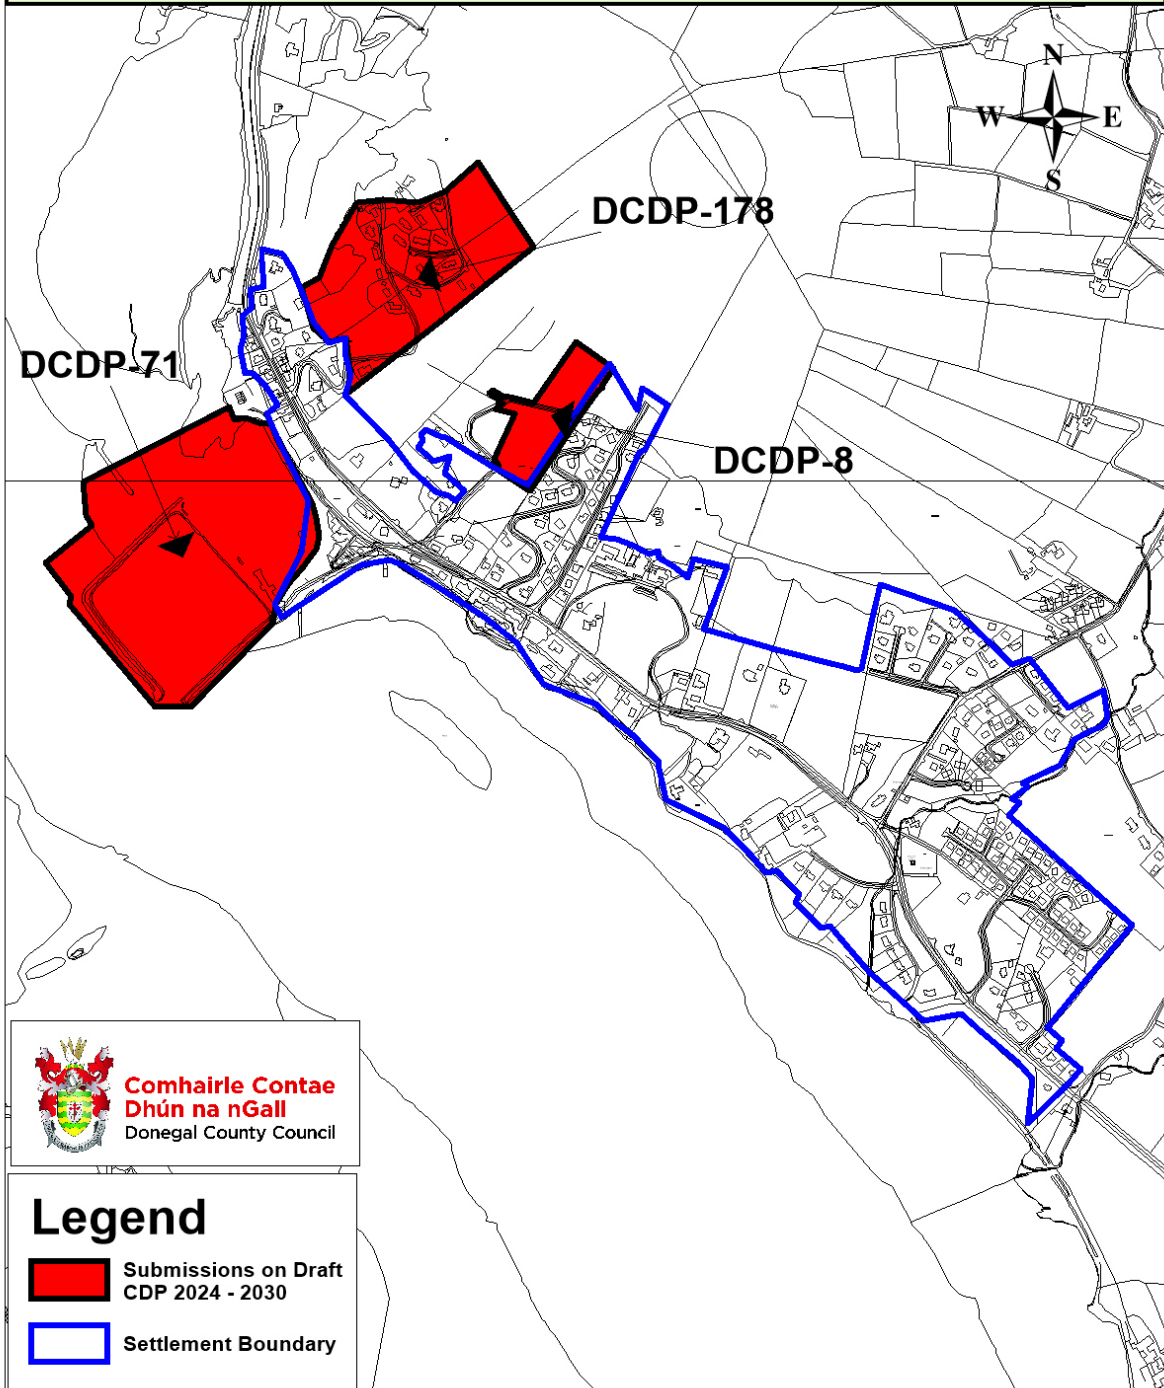 N
W E
S
DCDP-178
DCDP-71
DCDP-8
Comhairle Contae
Dhún na nGall
Donegal County Council
Legend
Submissions on Draft
CDP 2024 - 2030
Settlement Boundary